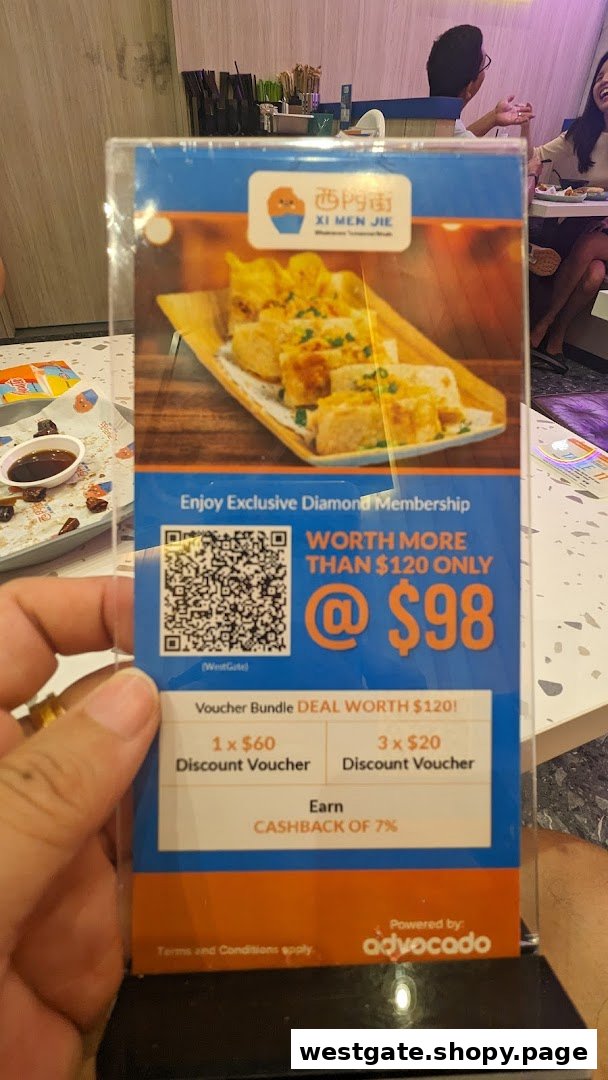 西門街
XI MEN JIE
Enjoy Exclusive Diamond Membership
WORTH MORE
THAN $120 ONLY
@ $98
(WestGate)
Voucher Bundle DEAL WORTH $120!
1 x $60
Discount Voucher
3 x $20
Discount Voucher
Earn
CASHBACK OF 7%
Powered by:
advocado
Terms and Conditions apply.
westgate.shopy.page